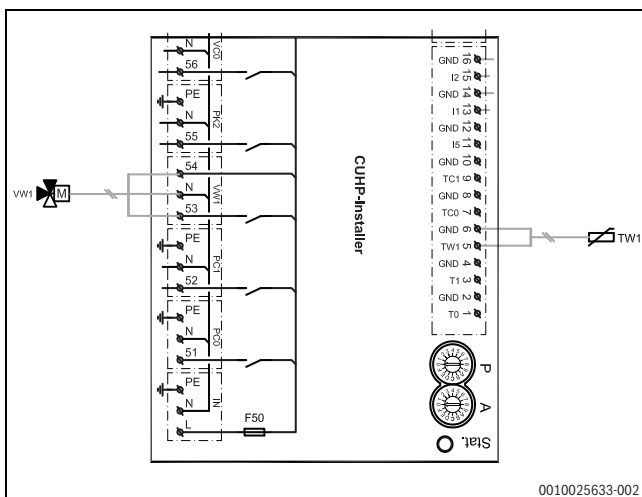 N
VC0
56
PE
N
PK2
55
54
N
VW1
53
PE
N
PC1
52
PE
N
PC0
51
PE
N
IN
L
F50
VW1
M
CUHP-Installer
GND 16
I2 15
GND 14
I1 13
GND 12
I5 11
GND 10
TC1 9
GND 8
TC0 7
GND 6
TW1 5
GND 4
T1 3
GND 2
T0 1
TW1
P
A
Stat.
0010025633-002